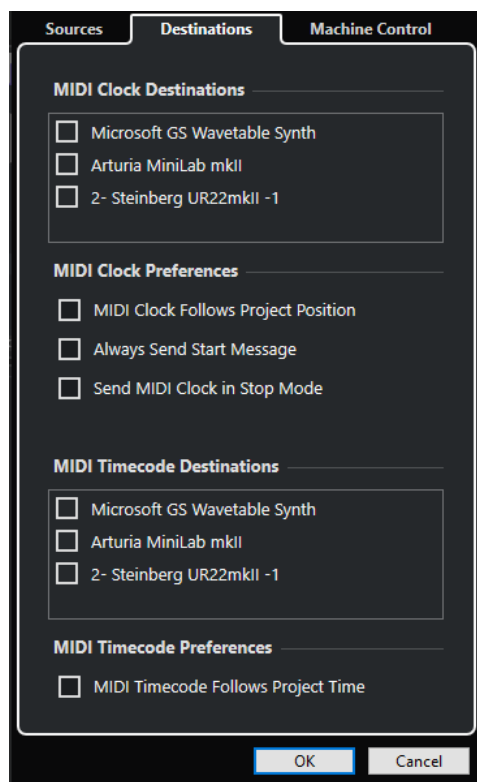 Sources Destinations Machine Control
MIDI Clock Destinations
Microsoft GS Wavetable Synth
Arturia MiniLab mkII
2- Steinberg UR22mkII -1
MIDI Clock Preferences
MIDI Clock Follows Project Position
Always Send Start Message
Send MIDI Clock in Stop Mode
MIDI Timecode Destinations
Microsoft GS Wavetable Synth
Arturia MiniLab mkII
2- Steinberg UR22mkII -1
MIDI Timecode Preferences
MIDI Timecode Follows Project Time
OK Cancel